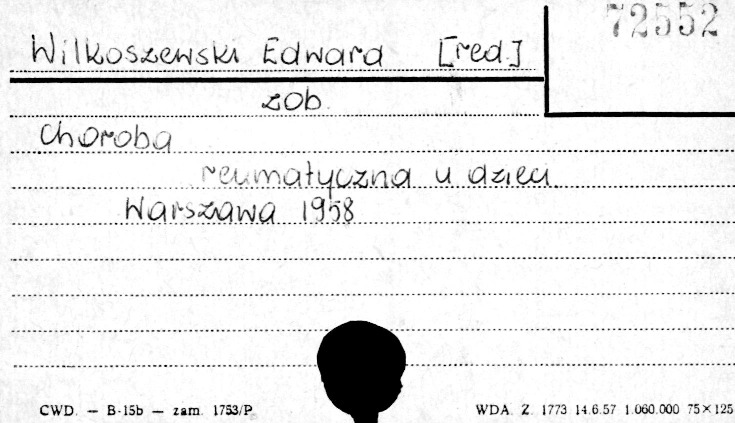 72552
Wilkoszewski Edward [red.]
zob.
Choroba
reumatyczna u dzieci
Warszawa 1958
CWD. — B-15b — zam. 1753/P. WDA. Z. 1773 14.6.57 1.060.000 75×125